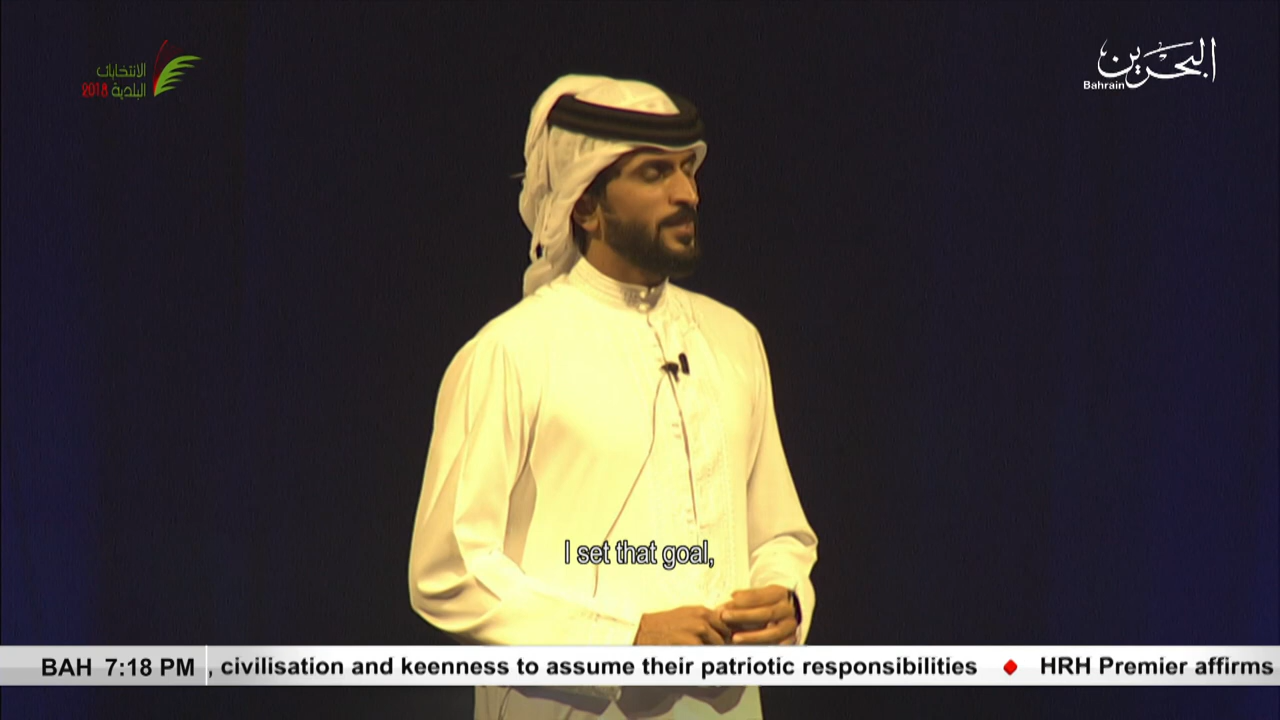 الانتخابات
البلدية 2018
البحرين
Bahrain
I set that goal,
BAH 7:18 PM , civilisation and keenness to assume their patriotic responsibilities HRH Premier affirms